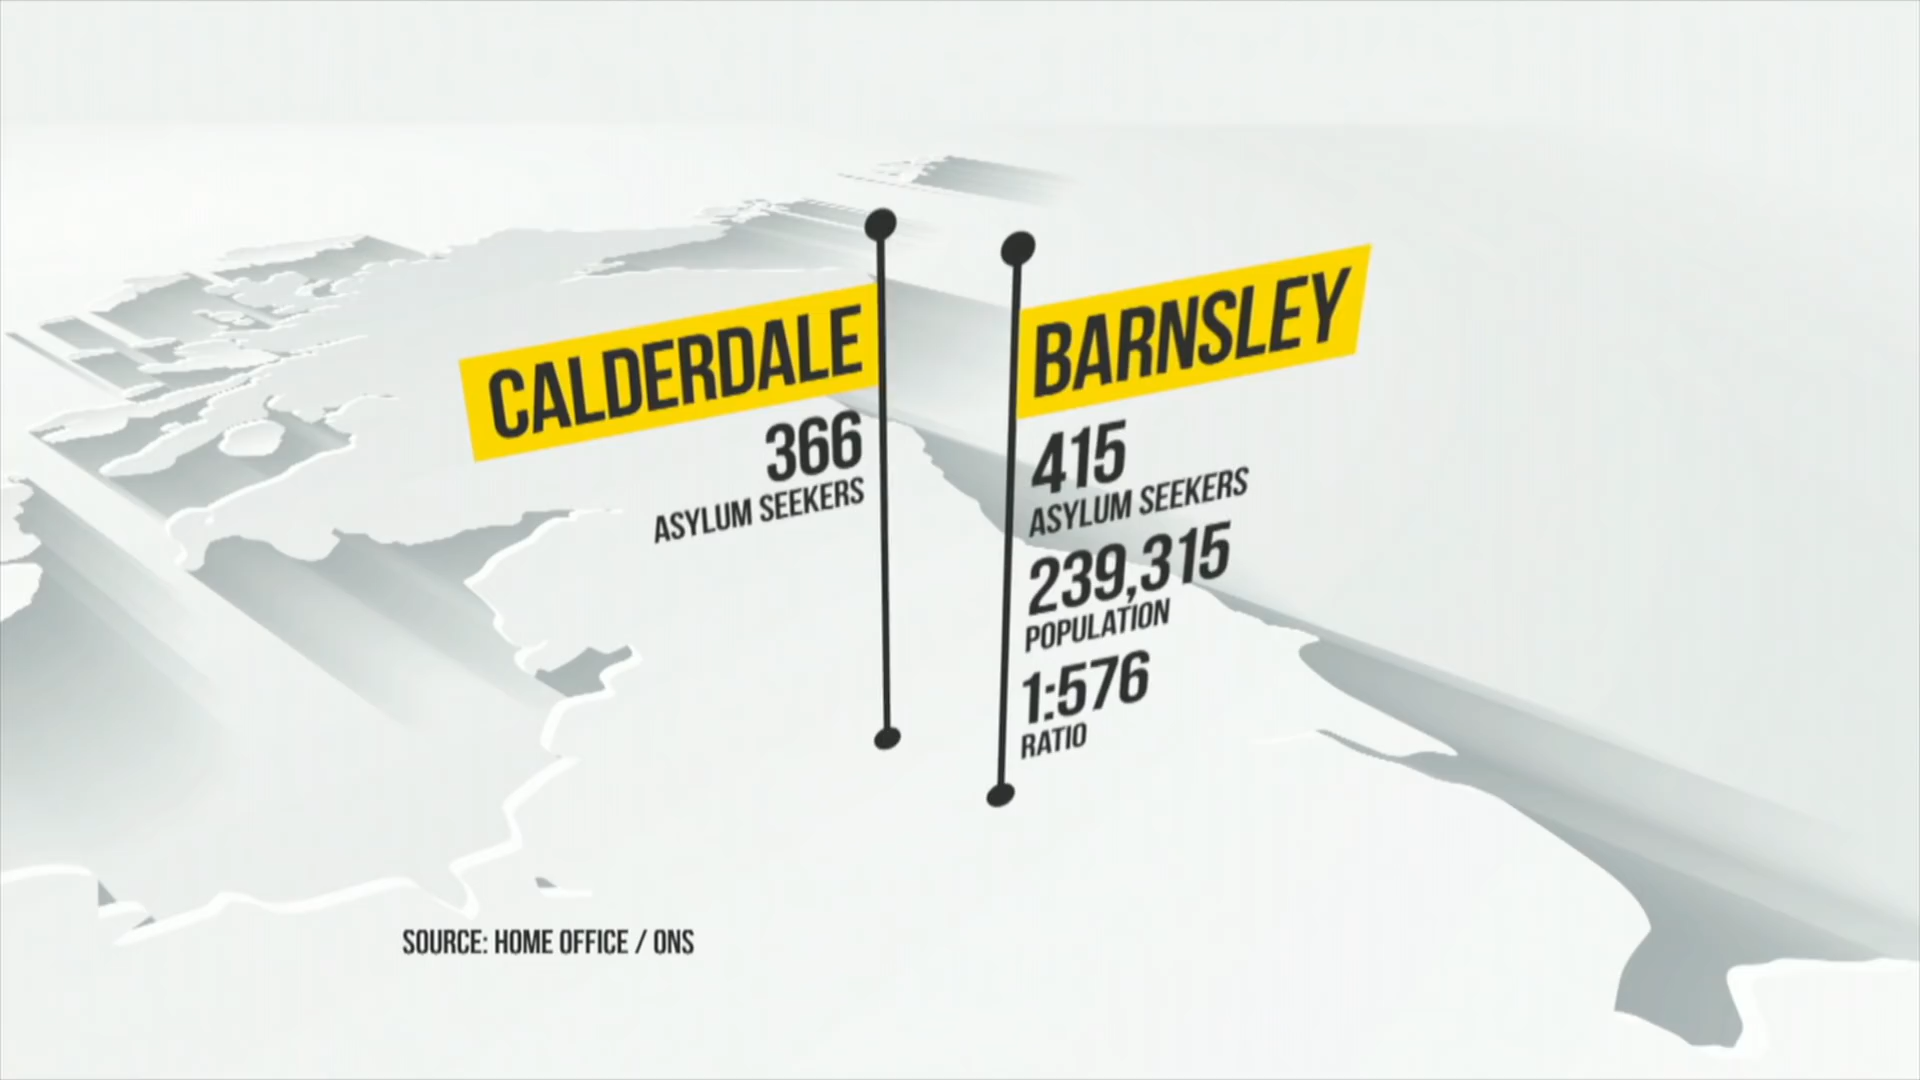 CALDERDALE
366
ASYLUM SEEKERS
BARNSLEY
415
ASYLUM SEEKERS
239,315
POPULATION
1:576
RATIO
SOURCE: HOME OFFICE / ONS